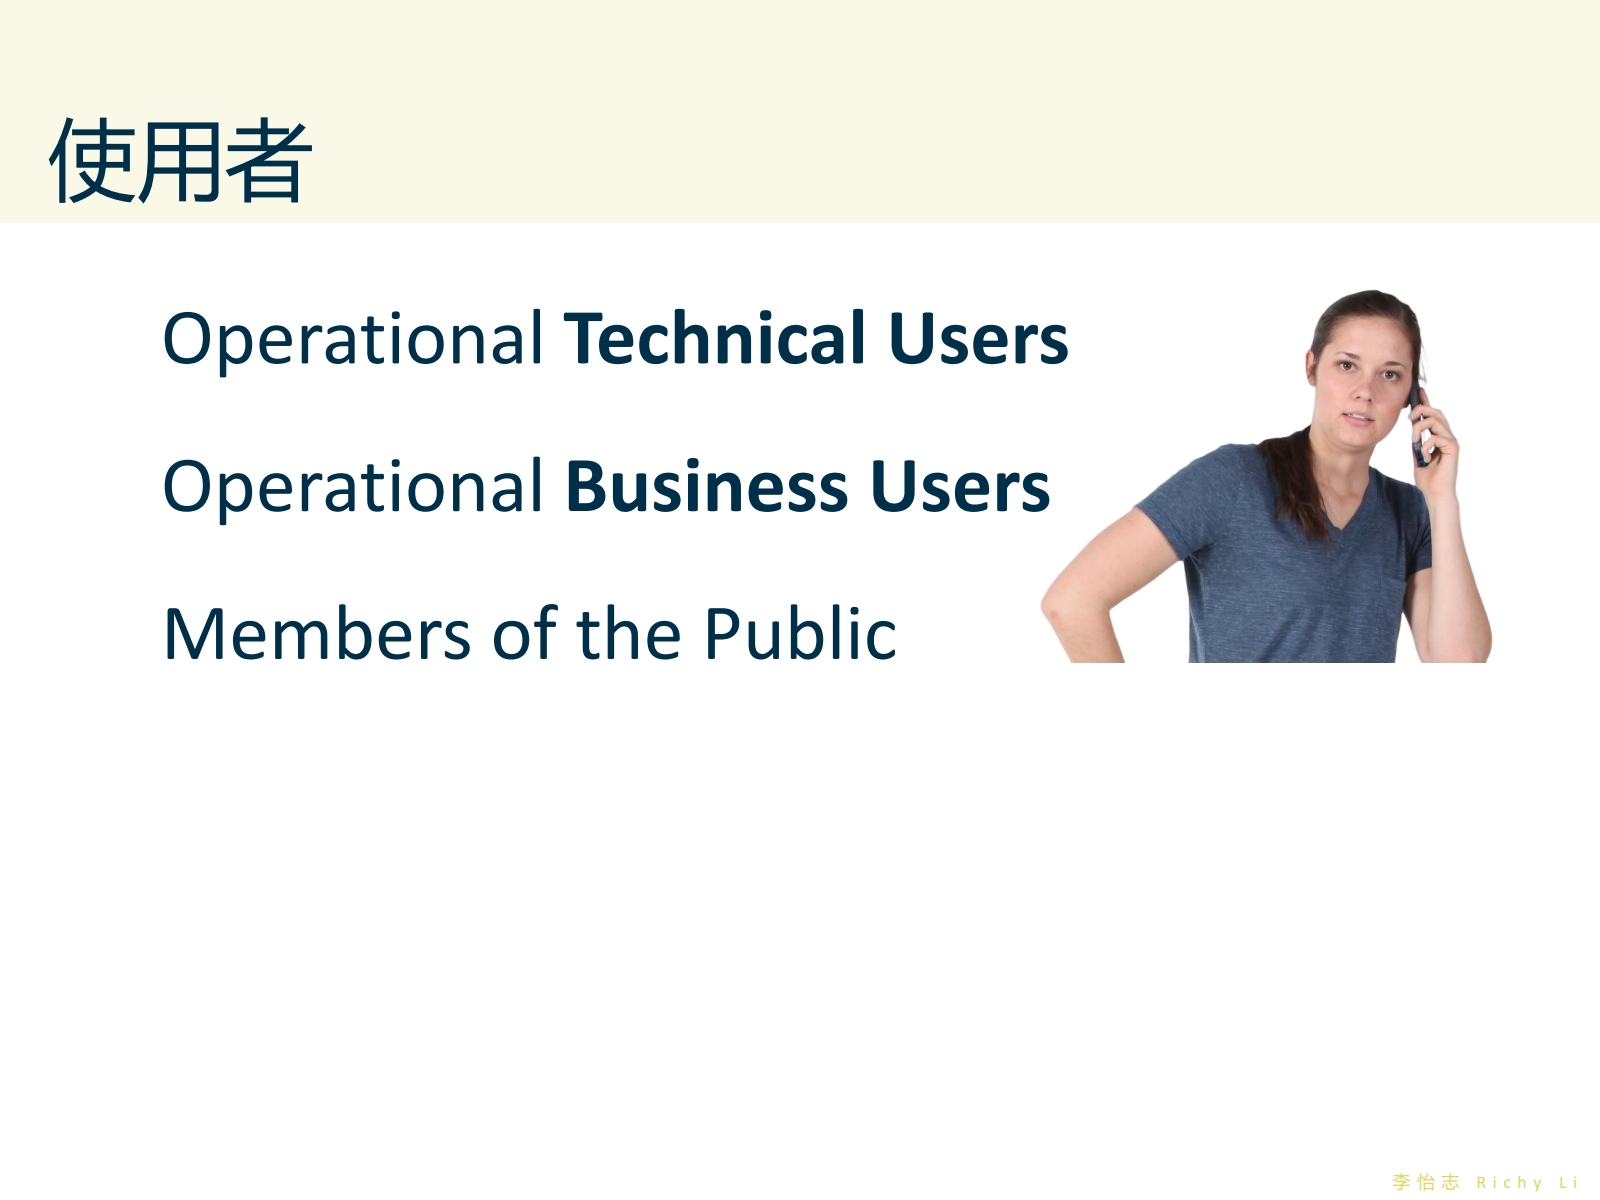 使用者
Operational Technical Users
Operational Business Users
Members of the Public
李怡志 Richy Li